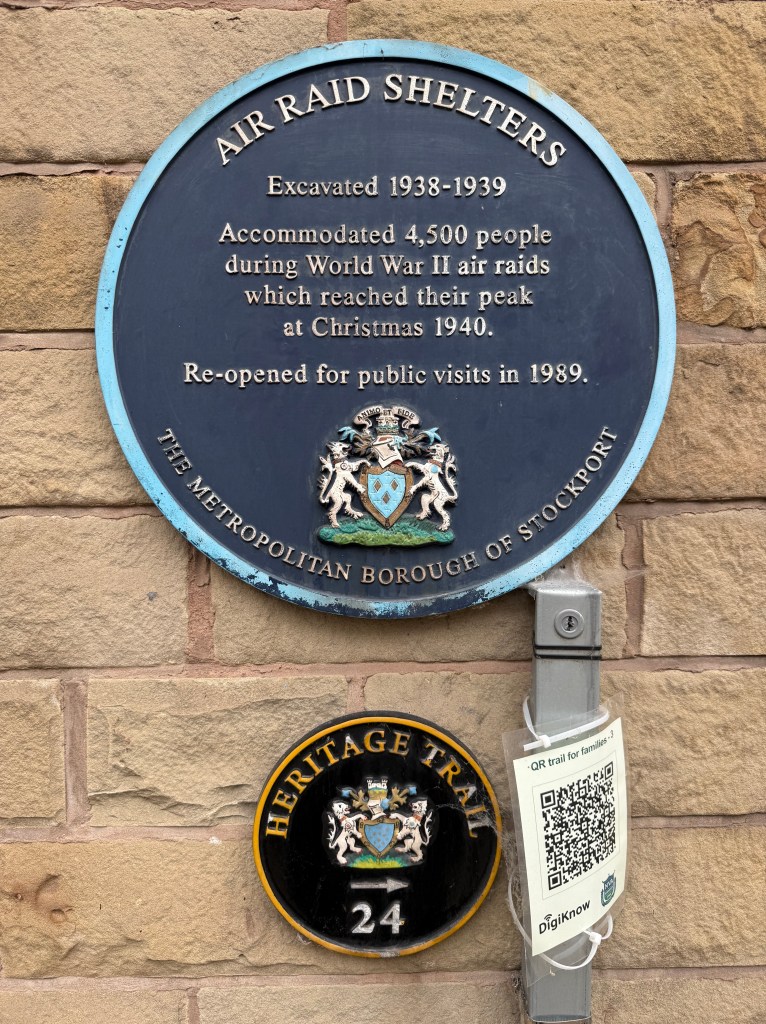 AIR RAID SHELTERS
Excavated 1938-1939
Accommodated 4,500 people
during World War II air raids
which reached their peak
at Christmas 1940.
Re-opened for public visits in 1989.
ANIMO ET FIDE
THE METROPOLITAN BOROUGH OF STOCKPORT
HERITAGE TRAIL
24
QR trail for families - 3
DigiKnow